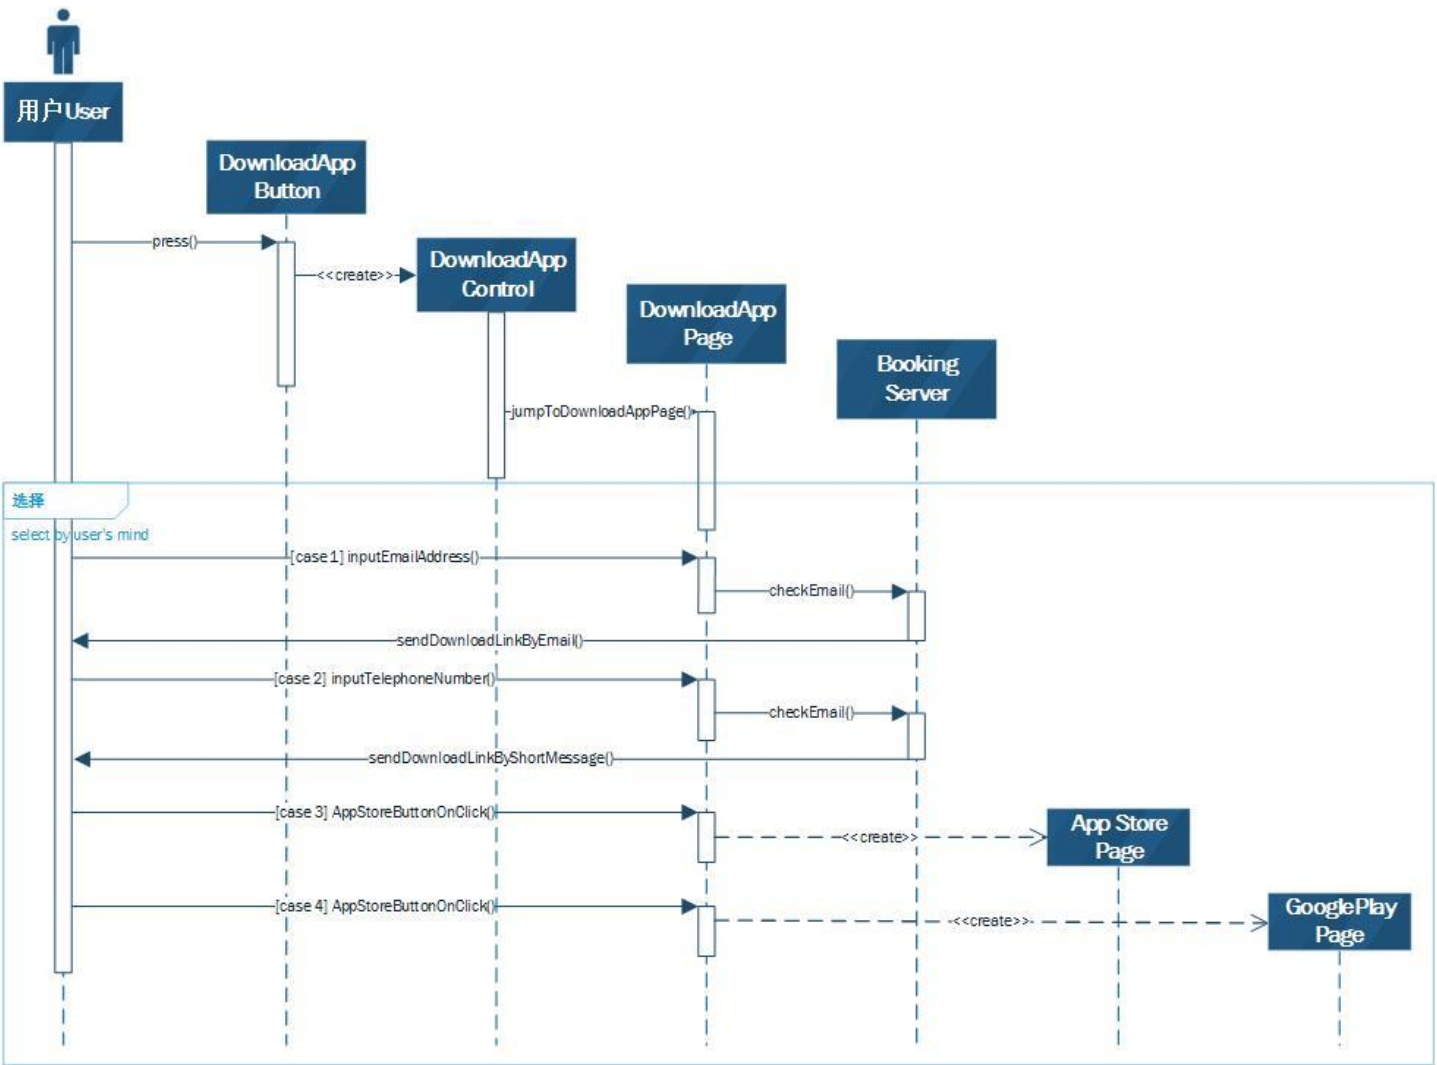 用户User
DownloadApp
Button
press()
<<create>>
DownloadApp
Control
DownloadApp
Page
Booking
Server
jumpToDownloadAppPage()
选择
select by user's mind
[case 1] inputEmailAddress()
checkEmail()
sendDownloadLinkByEmail()
[case 2] inputTelephoneNumber()
checkEmail()
sendDownloadLinkByShortMessage()
[case 3] AppStoreButtonOnClick()
<<create>>
App Store
Page
[case 4] AppStoreButtonOnClick()
<<create>>
GooglePlay
Page